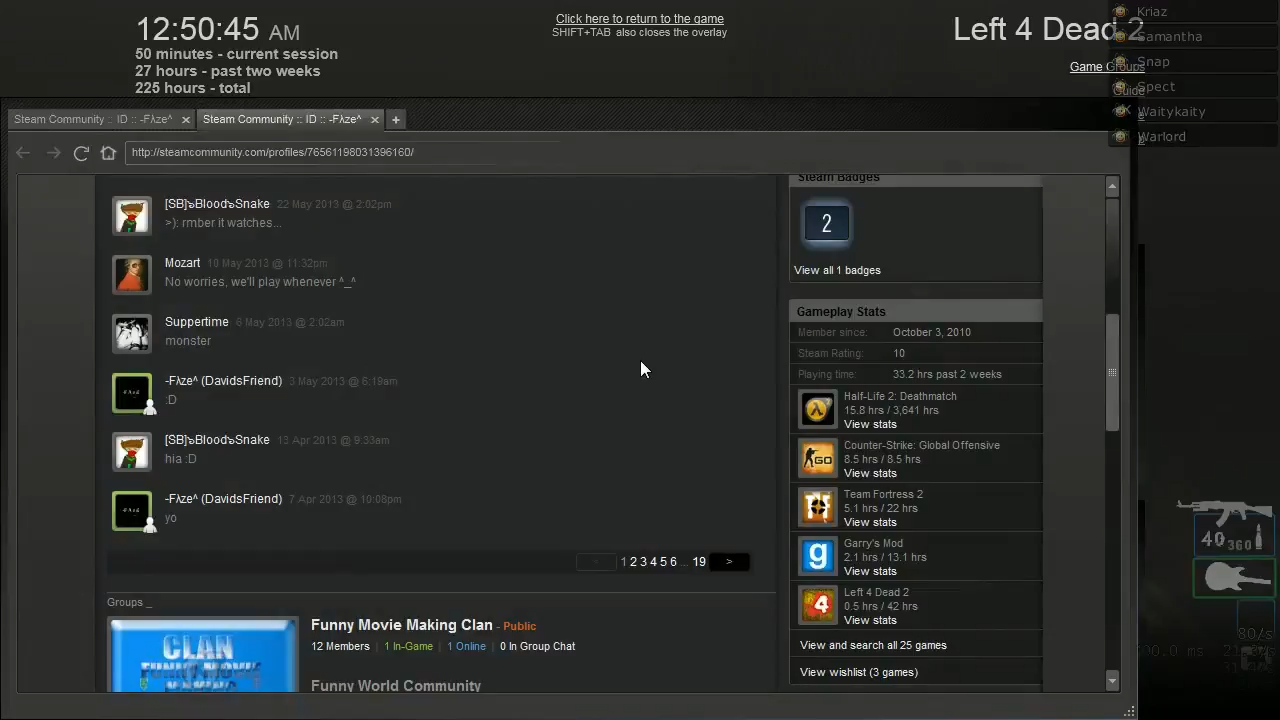 12:50:45 AM
50 minutes - current session
27 hours - past two weeks
225 hours - total
Click here to return to the game
SHIFT+TAB also closes the overlay
Left 4 Dead 2
Game Groups
Guide
Kriaz
Samantha
Snap
Spect
Waitykaity
Warlord
Steam Community :: ID :: -Fλze^
Steam Community :: ID :: -Fλze^
http://steamcommunity.com/profiles/76561198031396160/
[SB]ъBloodъSnake 22 May 2013 @ 2:02pm
>): rmber it watches...
Mozart 10 May 2013 @ 11:32pm
No worries, we'll play whenever ^_^
Suppertime 6 May 2013 @ 2:02am
monster
-Fλze^ (DavidsFriend) 3 May 2013 @ 6:19am
:D
[SB]ъBloodъSnake 13 Apr 2013 @ 9:33am
hia :D
-Fλze^ (DavidsFriend) 7 Apr 2013 @ 10:08pm
yo
1 2 3 4 5 6 ... 19 >
Groups _
CLAN
FUNNY MOVIE
MAKING
Funny Movie Making Clan - Public
12 Members | 1 In-Game | 1 Online | 0 In Group Chat
Funny World Community
Steam Badges
2
View all 1 badges
Gameplay Stats
Member since: October 3, 2010
Steam Rating: 10
Playing time: 33.2 hrs past 2 weeks
Half-Life 2: Deathmatch
15.8 hrs / 3,641 hrs
View stats
GO
Counter-Strike: Global Offensive
8.5 hrs / 8.5 hrs
View stats
Team Fortress 2
5.1 hrs / 22 hrs
View stats
g
Garry's Mod
2.1 hrs / 13.1 hrs
View stats
4
Left 4 Dead 2
0.5 hrs / 42 hrs
View stats
View and search all 25 games
View wishlist (3 games)
40 360
80/s